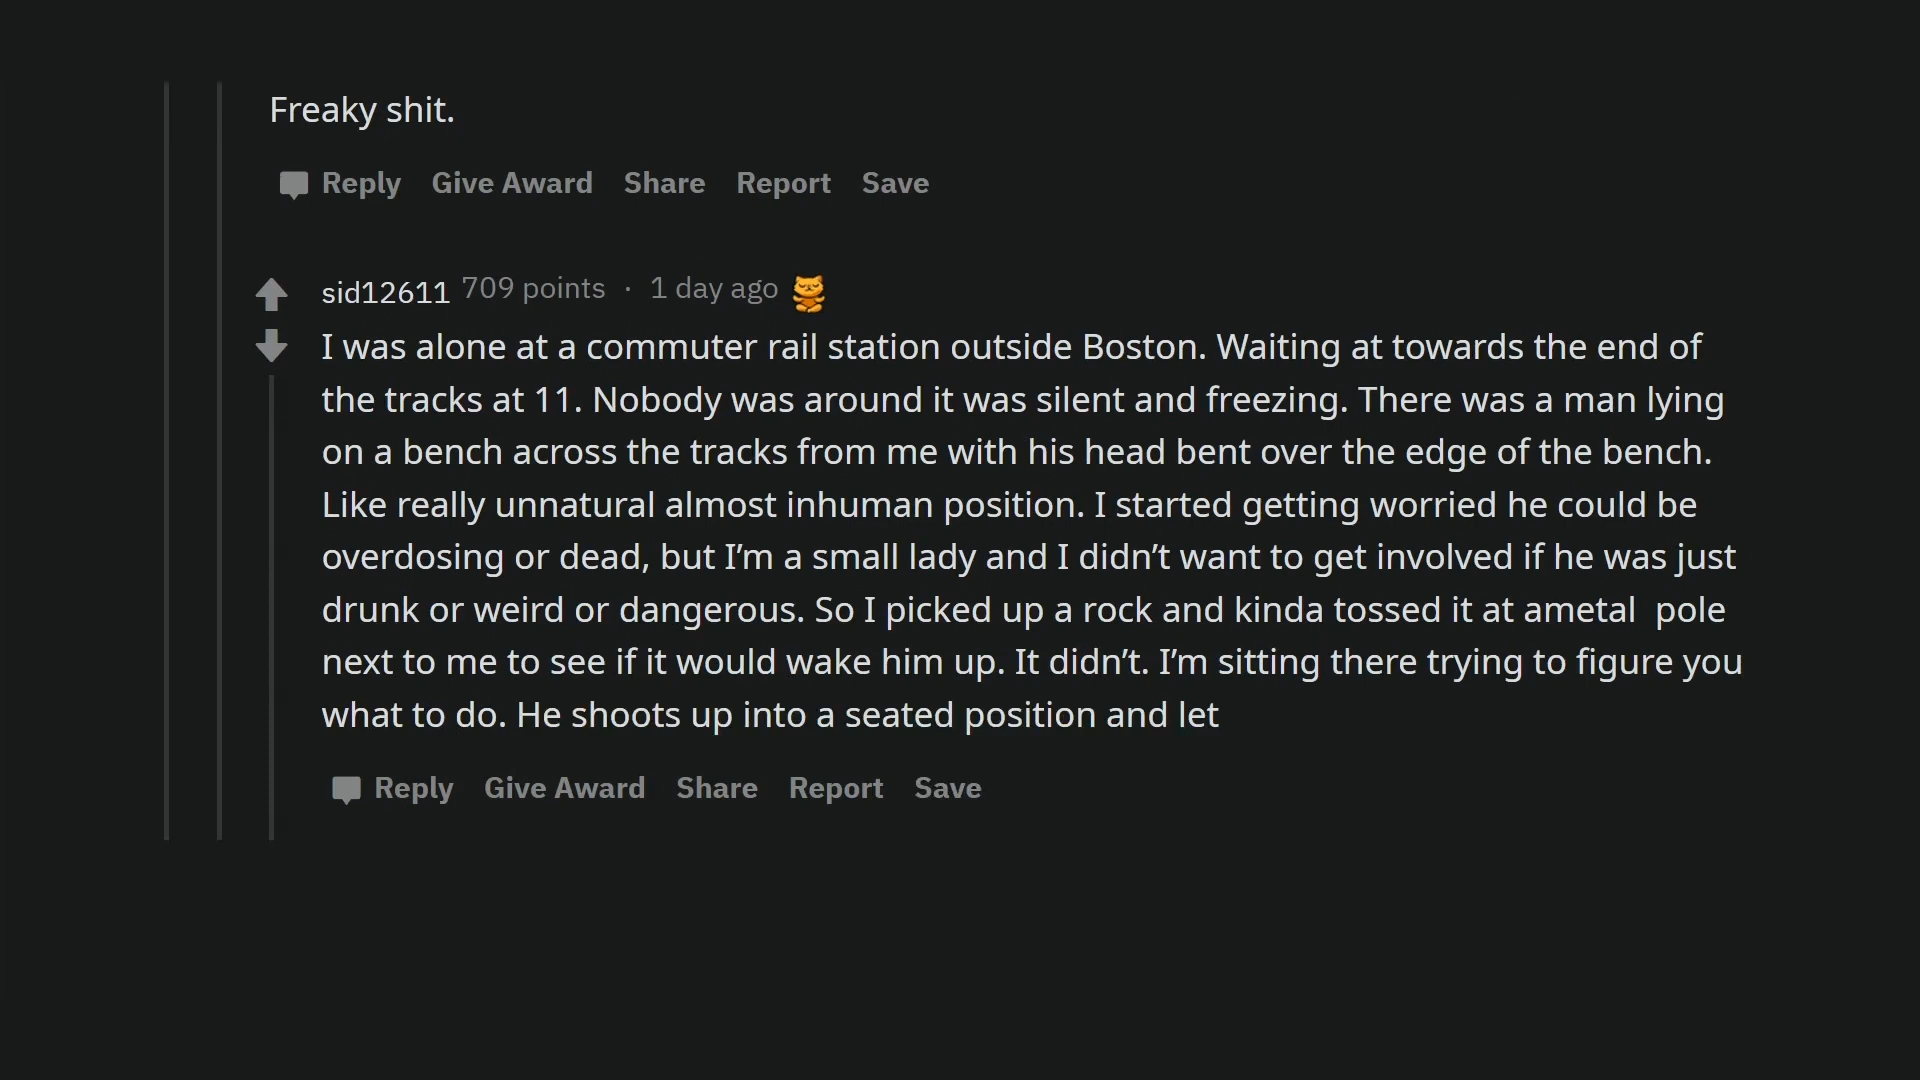 Freaky shit.
Reply Give Award Share Report Save
sid12611 709 points · 1 day ago
I was alone at a commuter rail station outside Boston. Waiting at towards the end of
the tracks at 11. Nobody was around it was silent and freezing. There was a man lying
on a bench across the tracks from me with his head bent over the edge of the bench.
Like really unnatural almost inhuman position. I started getting worried he could be
overdosing or dead, but I’m a small lady and I didn’t want to get involved if he was just
drunk or weird or dangerous. So I picked up a rock and kinda tossed it at ametal  pole
next to me to see if it would wake him up. It didn’t. I’m sitting there trying to figure you
what to do. He shoots up into a seated position and let
Reply Give Award Share Report Save